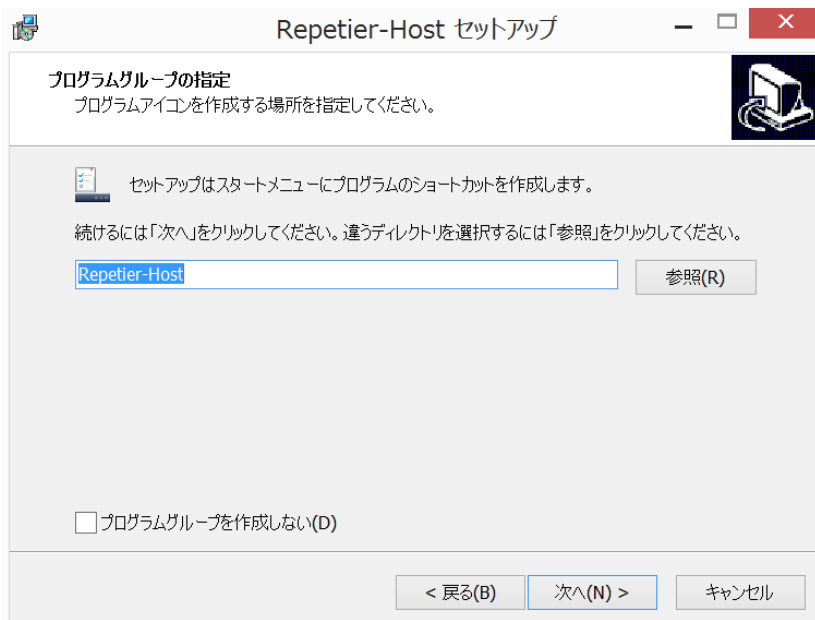 Repetier-Host セットアップ
プログラムグループの指定
プログラムアイコンを作成する場所を指定してください。
セットアップはスタートメニューにプログラムのショートカットを作成します。
続けるには「次へ」をクリックしてください。違うディレクトリを選択するには「参照」をクリックしてください。
Repetier-Host
参照(R)
プログラムグループを作成しない(D)
< 戻る(B)
次へ(N) >
キャンセル